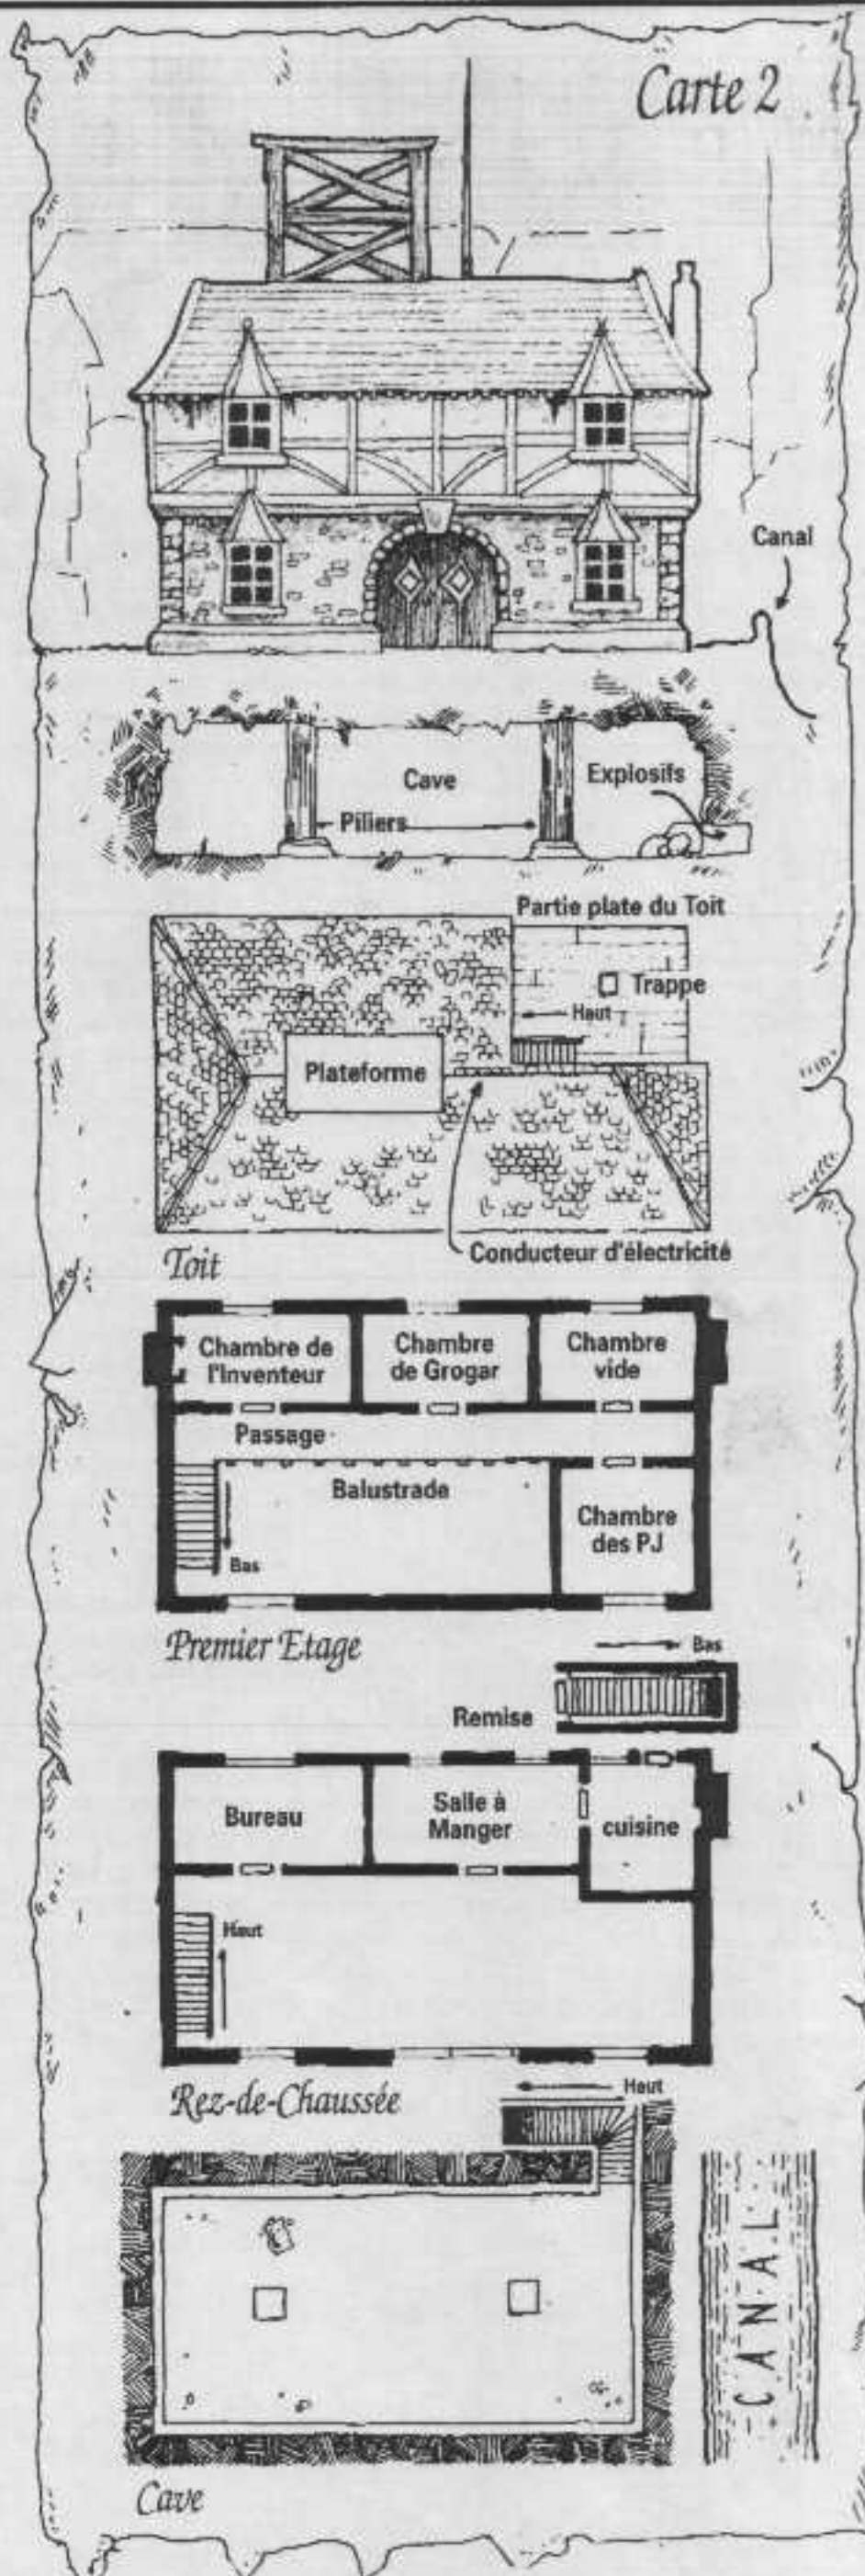 Carte 2
Canal
Cave
Explosifs
Piliers
Partie plate du Toit
Trappe
Haut
Plateforme
Conducteur d'électricité
Toit
Chambre de
l'Inventeur
Chambre
de Grogar
Chambre
vide
Passage
Balustrade
Chambre
des PJ
Bas
Premier Etage
Bas
Remise
Bureau
Salle à
Manger
cuisine
Haut
Rez-de-Chaussée
Haut
CANAL
Cave